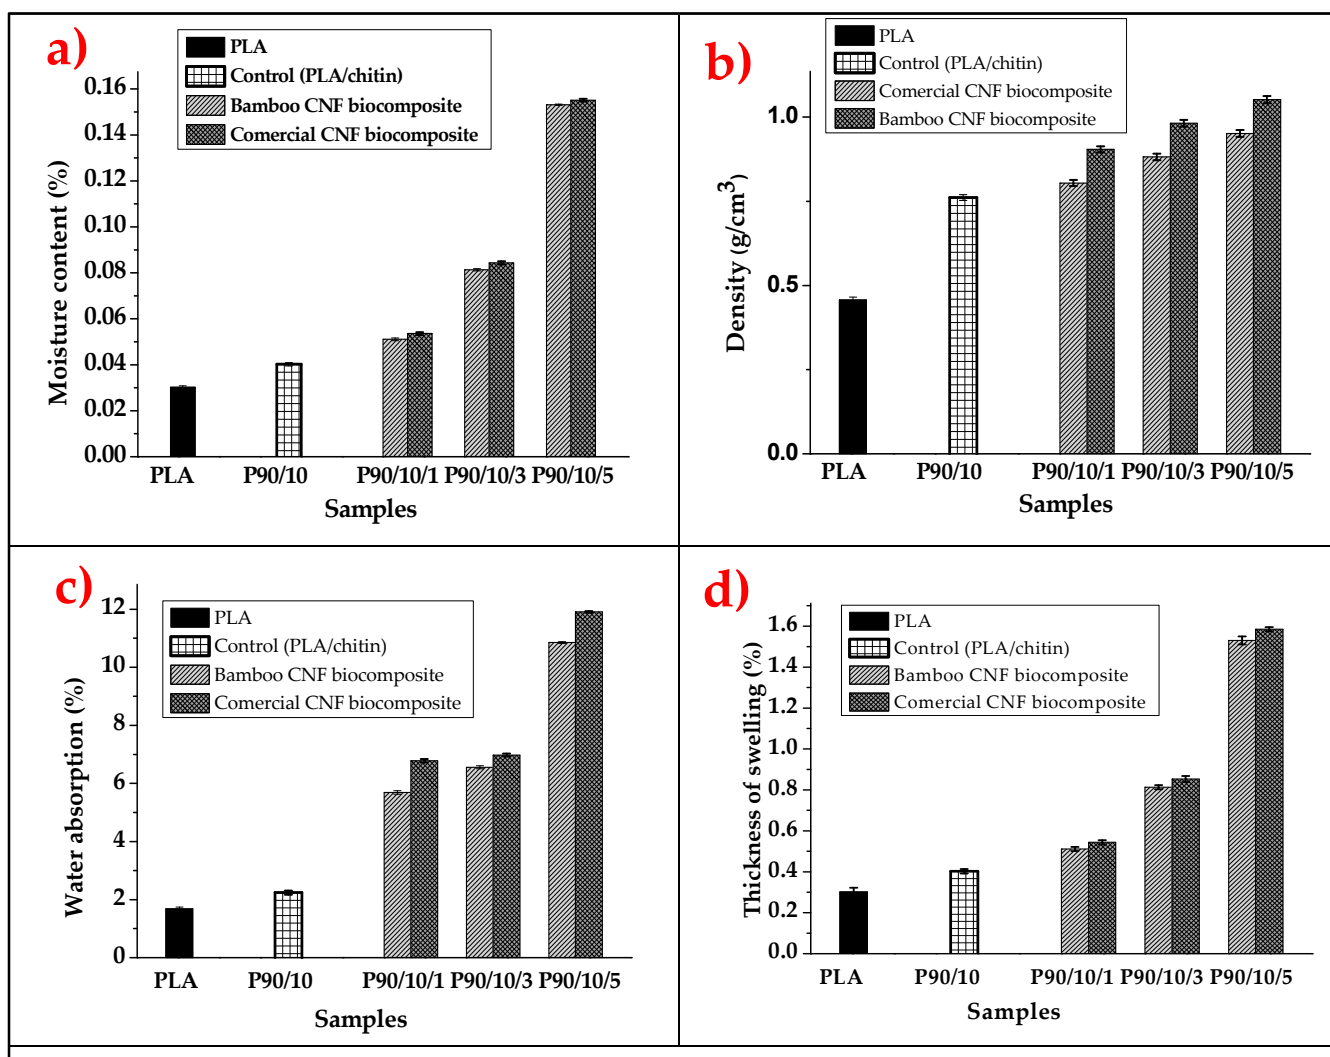 a)
PLA
Control (PLA/chitin)
Bamboo CNF biocomposite
Comercial CNF biocomposite
0.16
0.14
0.12
0.10
0.08
0.06
0.04
0.02
0.00
Moisture content (%)
PLA P90/10 P90/10/1 P90/10/3 P90/10/5
Samples
b)
PLA
Control (PLA/chitin)
Comercial CNF biocomposite
Bamboo CNF biocomposite
1.0
0.5
0.0
Density (g/cm³)
PLA P90/10 P90/10/1 P90/10/3 P90/10/5
Samples
c)
PLA
Control (PLA/chitin)
Bamboo CNF biocomposite
Comercial CNF biocomposite
12
10
8
6
4
2
0
Water absorption (%)
PLA P90/10 P90/10/1 P90/10/3 P90/10/5
Samples
d)
PLA
Control (PLA/chitin)
Bamboo CNF biocomposite
Comercial CNF biocomposite
1.6
1.4
1.2
1.0
0.8
0.6
0.4
0.2
0.0
Thickness of swelling (%)
PLA P90/10 P90/10/1 P90/10/3 P90/10/5
Samples